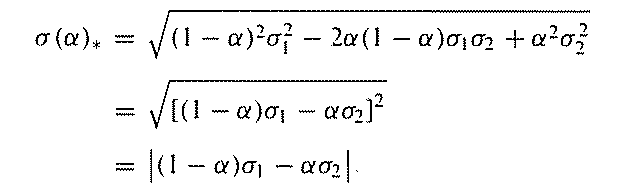 σ(α)* = √((1 − α)²σ₁² − 2α(1 − α)σ₁σ₂ + α²σ₂²)
= √([(1 − α)σ₁ − ασ₂]²)
= |(1 − α)σ₁ − ασ₂|.